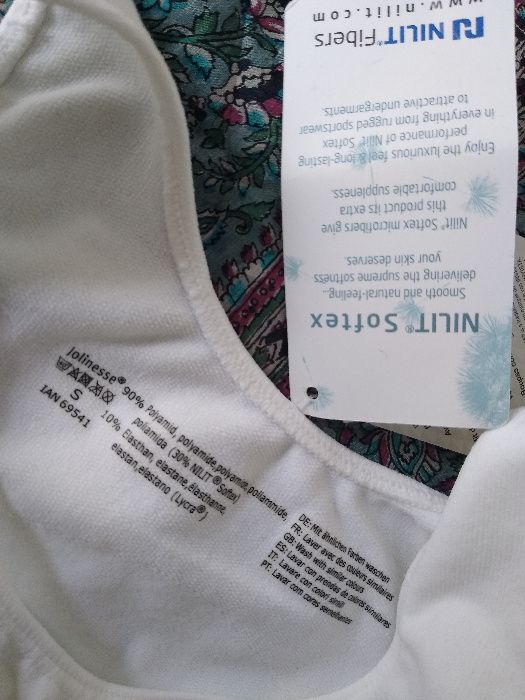 NILIT® Softex
Smooth and natural-feeling...
delivering the supreme softness
your skin deserves.
Nilit® Softex microfibers give
this product its extra
comfortable suppleness.
Enjoy the luxurious feel & long-lasting
performance of Nilit® Softex
in everything from rugged sportswear
to attractive undergarments.
NILIT® Fibers
www.nilit.com
Jolinesse® 90% Polyamid, polyamide, polyamide, poliammide,
poliamida (30% NILIT® Softex)
S 10% Elasthan, elastane, élasthanne,
IAN 69541 elastan, elastano (Lycra®)
DE: Mit ähnlichen Farben waschen
FR: Laver avec des couleurs similaires
GB: Wash with similar colours
ES: Lavar con prendas de colores similares
IT: Lavare con colori simili
PT: Lavar com cores semelhantes